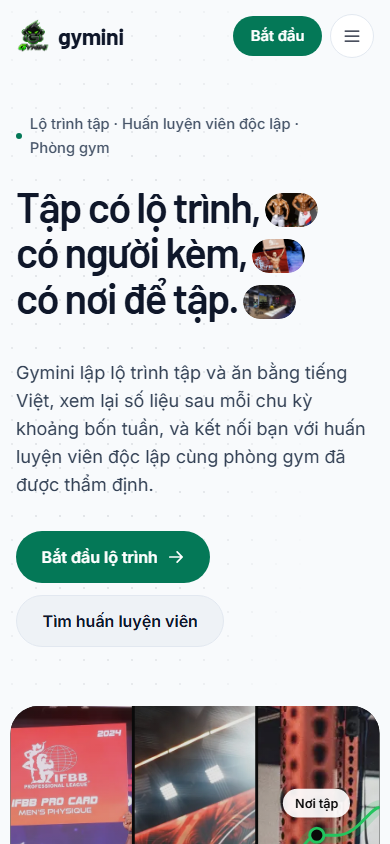 GYMINI
gymini
Bắt đầu
Lộ trình tập · Huấn luyện viên độc lập ·
Phòng gym
Tập có lộ trình,
có người kèm,
có nơi để tập.
Gymini lập lộ trình tập và ăn bằng tiếng
Việt, xem lại số liệu sau mỗi chu kỳ
khoảng bốn tuần, và kết nối bạn với huấn
luyện viên độc lập cùng phòng gym đã
được thẩm định.
Bắt đầu lộ trình →
Tìm huấn luyện viên
2024
IFBB
PROFESSIONAL LEAGUE
IFBB PRO CARD
MEN'S PHYSIQUE
Nơi tập